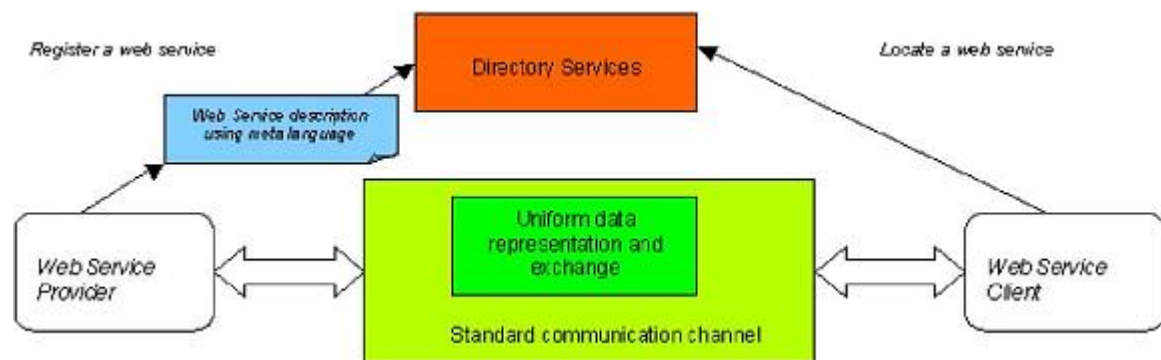 Register a web service
Directory Services
Locate a web service
Web Service description
using meta language
Uniform data
representation and
exchange
Web Service
Provider
Web Service
Client
Standard communication channel